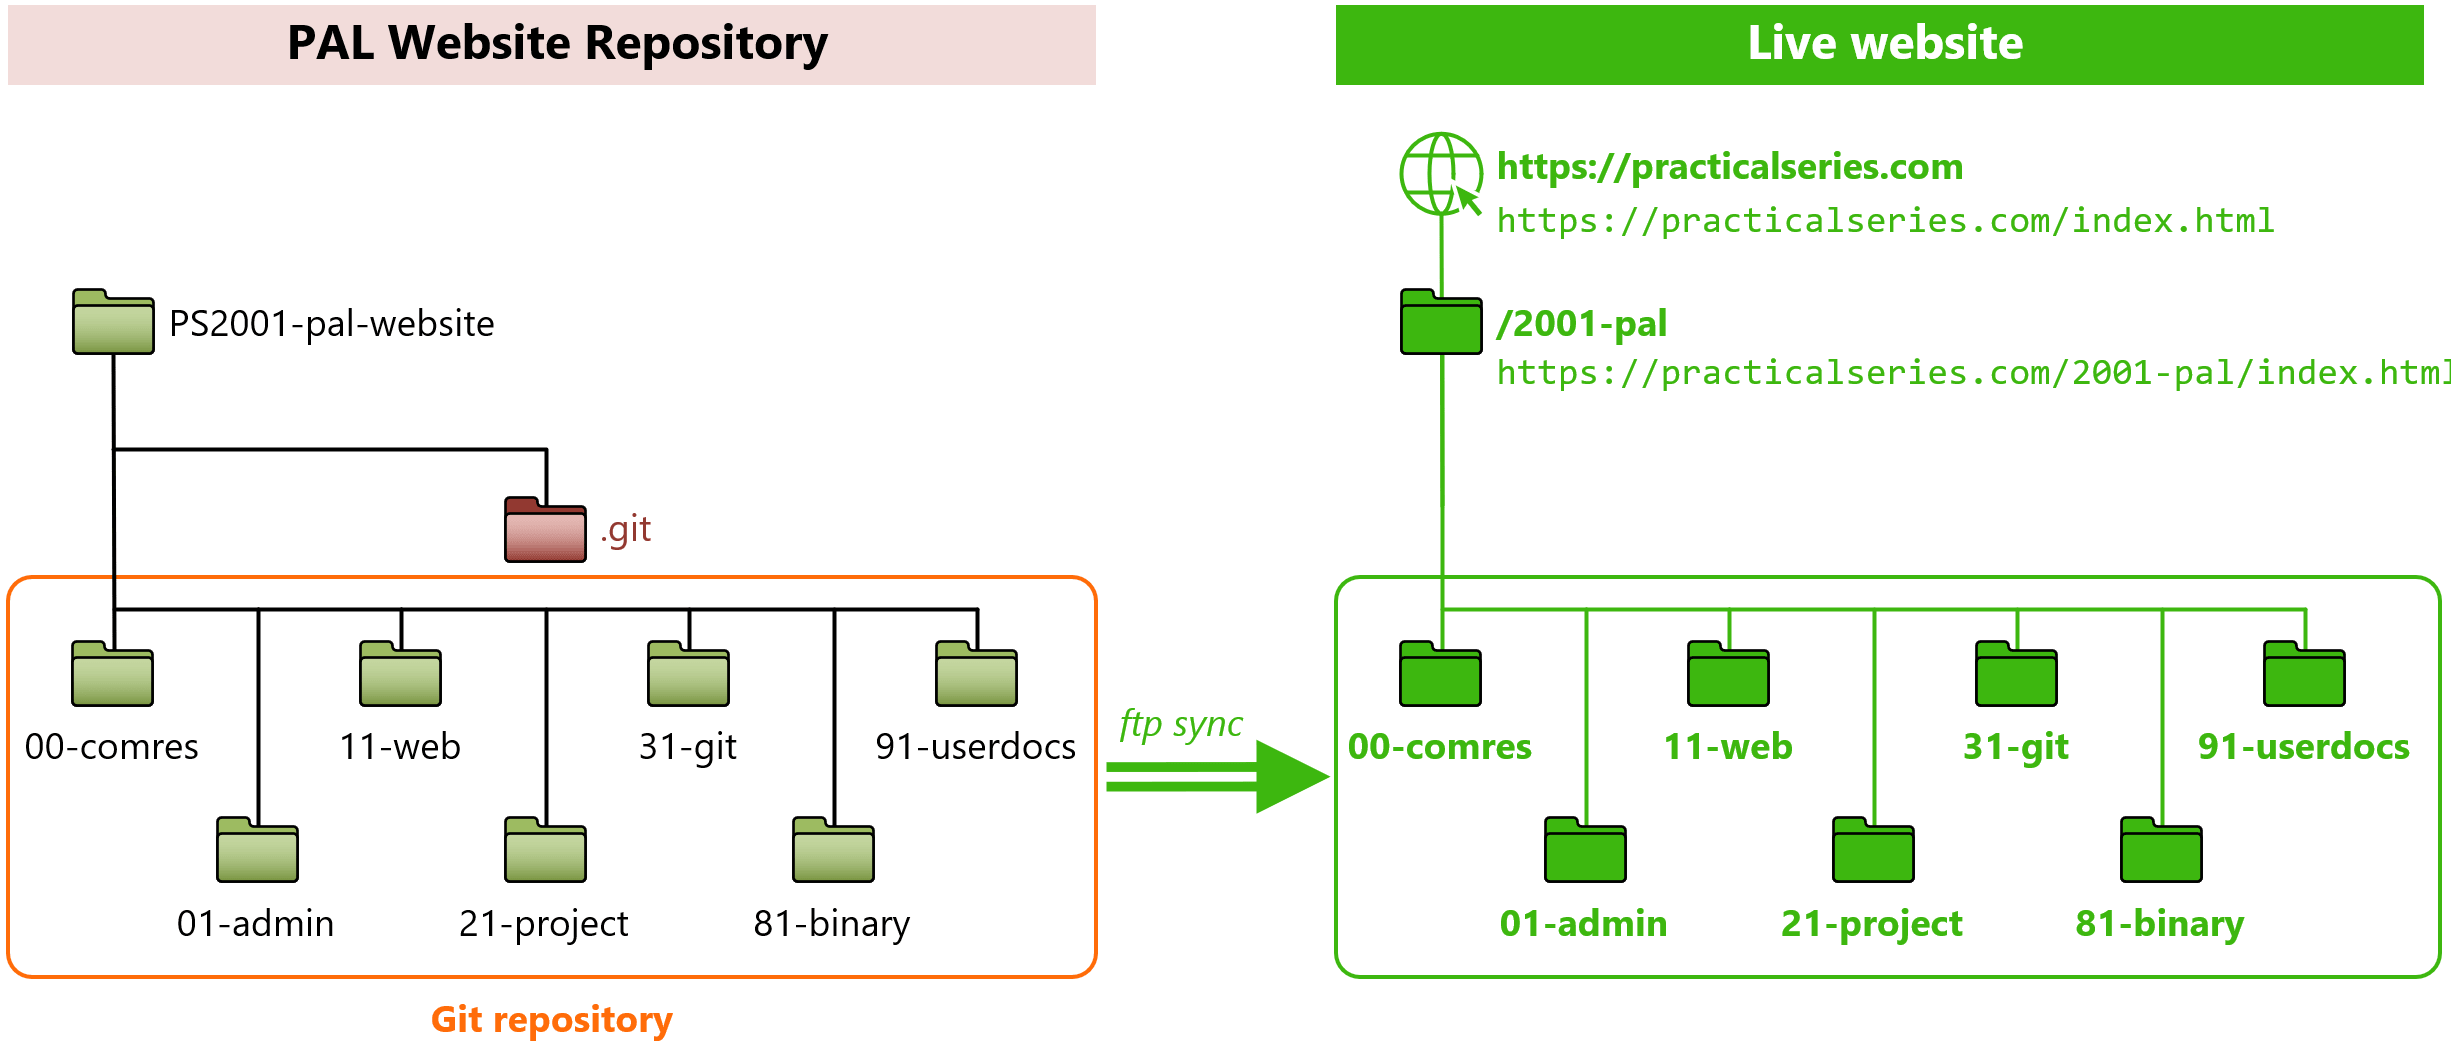 PAL Website Repository
Live website
https://practicalseries.com
https://practicalseries.com/index.html
PS2001-pal-website
/2001-pal
https://practicalseries.com/2001-pal/index.html
.git
ftp sync
00-comres
11-web
31-git
91-userdocs
01-admin
21-project
81-binary
00-comres
11-web
31-git
91-userdocs
01-admin
21-project
81-binary
Git repository